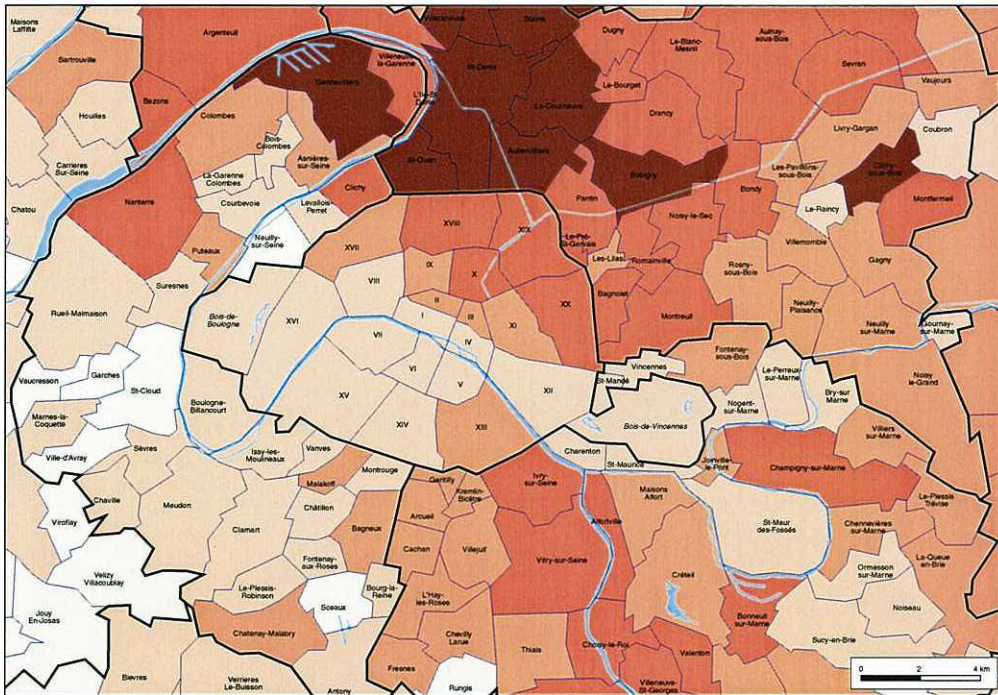 Maisons
Laffitte
Sartrouville
Houilles
Carrieres
Sur-Seine
Chatou
Argenteuil
Bezons
Colombes
Bois-
Colombes
La-Garenne
Colombes
Asnières-
sur-Seine
Courbevoie
Levallois-
Perret
Neuilly-
sur-Seine
Clichy
Nanterre
Puteaux
Suresnes
Rueil-Malmaison
Gennevilliers
Villeneuve
la-Garenne
L'Ile-St
Denis
Villetaneuse
Stains
St-Denis
La-Courneuve
St-Ouen
Aubervilliers
Dugny
Le-Bourget
Le-Blanc-
Mesnil
Aulnay-
sous-Bois
Drancy
Sevran
Vaujours
Livry-Gargan
Coubron
Clichy-
sous-Bois
Les-Pavillons-
sous-Bois
Bobigny
Bondy
Pantin
Noisy-le-Sec
Le-Raincy
Montfermeil
Le-Pré-
St-Gervais
Les-Lilas
Romainville
Villemomble
Rosny-
sous-Bois
Gagny
Bagnolet
Montreuil
Neuilly-
Plaisance
Neuilly
sur-Marne
Gournay-
sur-Marne
Noisy
le-Grand
XVIII
XIX
XVII
IX
X
VIII
II
III
I
XI
XX
IV
VII
VI
V
XVI
XV
XIV
XIII
XII
Bois-de-
Boulogne
Bois-de-Vincennes
Vincennes
St-Mandé
Fontenay-
sous-Bois
Le-Perreux-
sur-Marne
Bry-sur
Marne
Nogent-
sur-Marne
Villiers-
sur-Marne
Joinville-
le-Pont
Champigny-sur-Marne
Charenton
St-Maurice
Vaucresson
Garches
St-Cloud
Marnes-la-
Coquette
Ville-d'Avray
Sèvres
Boulogne-
Billancourt
Issy-les-
Moulineaux
Vanves
Malakoff
Montrouge
Chaville
Meudon
Viroflay
Clamart
Châtillon
Bagneux
Fontenay-
aux-Roses
Velizy
Villacoublay
Jouy
En-Josas
Le-Plessis-
Robinson
Sceaux
Bourg-la-
Reine
Chatenay-Malabry
Bievres
Verrieres
Le-Buisson
Antony
Gentilly
Kremlin-
Bicêtre
Arcueil
Cachan
Villejuif
L'Hay-
les-Roses
Chevilly
Larue
Fresnes
Rungis
Thiais
Ivry-
sur-Seine
Vitry-sur-Seine
Alfortville
Maisons
Alfort
Choisy-le-Roi
Créteil
Valenton
Villeneuve-
St-Georges
St-Maur
des-Fossés
Bonneuil
sur-Marne
Chennevières
sur-Marne
Le-Plessis
Trévise
La-Queue
en-Brie
Ormesson
sur-Marne
Noiseau
Sucy-en-Brie
0 2 4 km